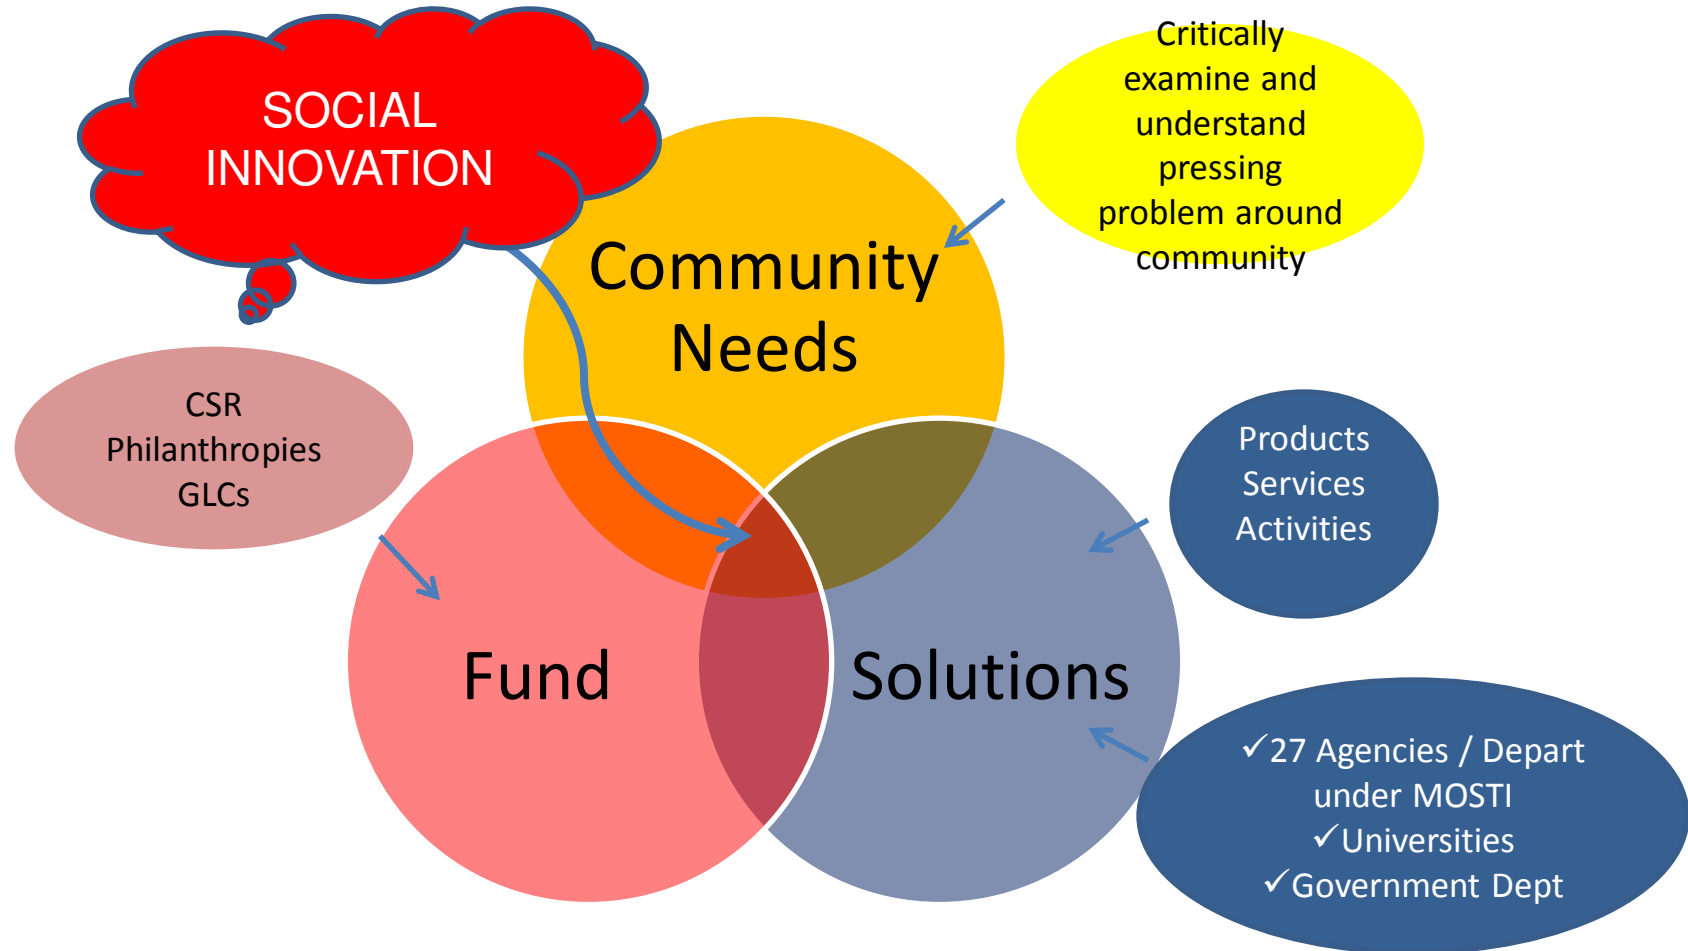 SOCIAL
INNOVATION
Critically
examine and
understand
pressing
problem around
community
Community
Needs
CSR
Philanthropies
GLCs
Products
Services
Activities
Fund
Solutions
✓27 Agencies / Depart
under MOSTI
✓Universities
✓Government Dept